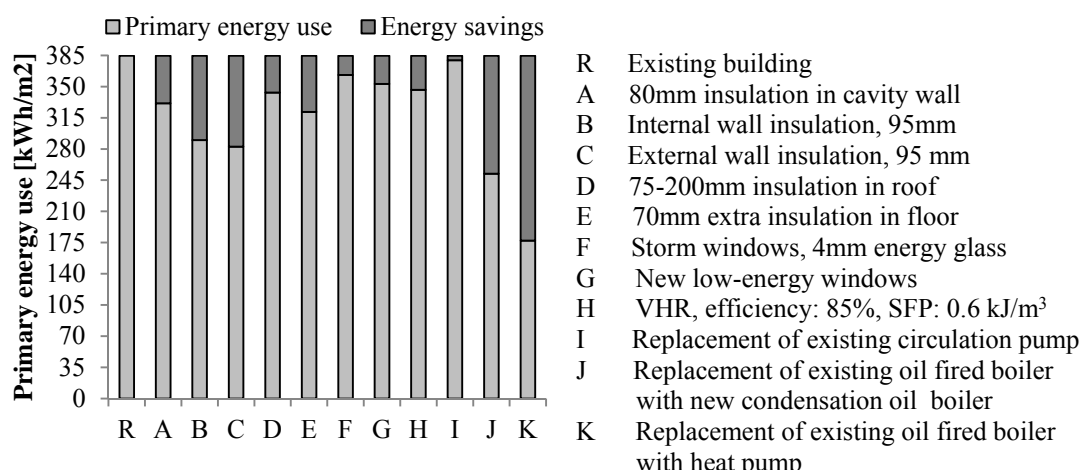 Primary energy use Energy savings
Primary energy use [kWh/m2]
385
350
315
280
245
210
175
140
105
70
35
0
R A B C D E F G H I J K
R Existing building
A 80mm insulation in cavity wall
B Internal wall insulation, 95mm
C External wall insulation, 95 mm
D 75-200mm insulation in roof
E 70mm extra insulation in floor
F Storm windows, 4mm energy glass
G New low-energy windows
H VHR, efficiency: 85%, SFP: 0.6 kJ/m³
I Replacement of existing circulation pump
J Replacement of existing oil fired boiler
with new condensation oil boiler
K Replacement of existing oil fired boiler
with heat pump